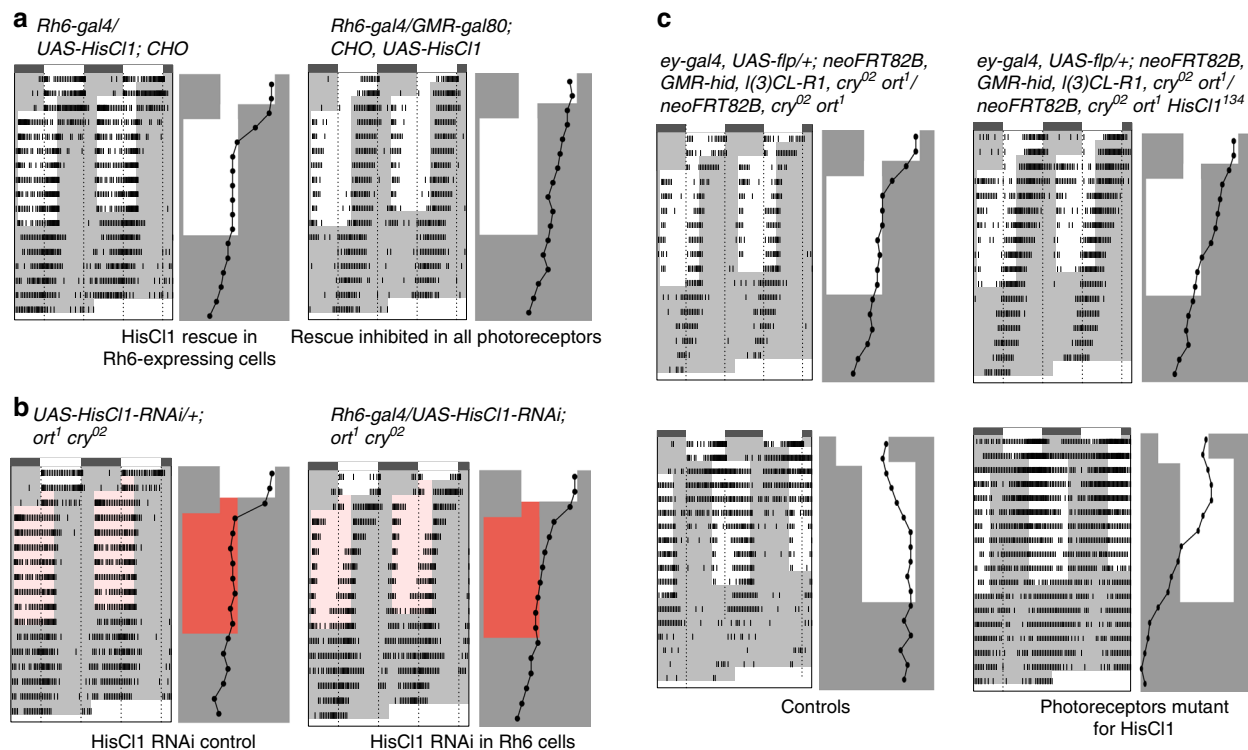 a
Rh6-gal4/
UAS-HisCl1; CHO
Rh6-gal4/GMR-gal80;
CHO, UAS-HisCl1
HisCl1 rescue in
Rh6-expressing cells
Rescue inhibited in all photoreceptors
b
UAS-HisCl1-RNAi/+;
ort¹ cry⁰²
Rh6-gal4/UAS-HisCl1-RNAi;
ort¹ cry⁰²
HisCl1 RNAi control
HisCl1 RNAi in Rh6 cells
c
ey-gal4, UAS-flp/+; neoFRT82B,
GMR-hid, l(3)CL-R1, cry⁰² ort¹/
neoFRT82B, cry⁰² ort¹
ey-gal4, UAS-flp/+; neoFRT82B,
GMR-hid, l(3)CL-R1, cry⁰² ort¹/
neoFRT82B, cry⁰² ort¹ HisCl1¹³⁴
Controls
Photoreceptors mutant
for HisCl1